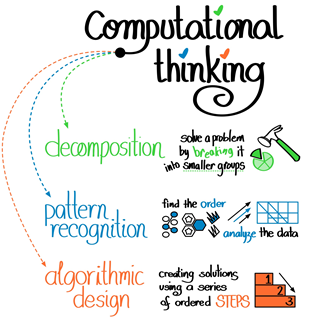 Computational
thinking
decomposition
solve a problem
by breaking it
into smaller groups
pattern
recognition
find the order
analyze the data
algorithmic
design
creating solutions
using a series
of ordered STEPS
1
2
3